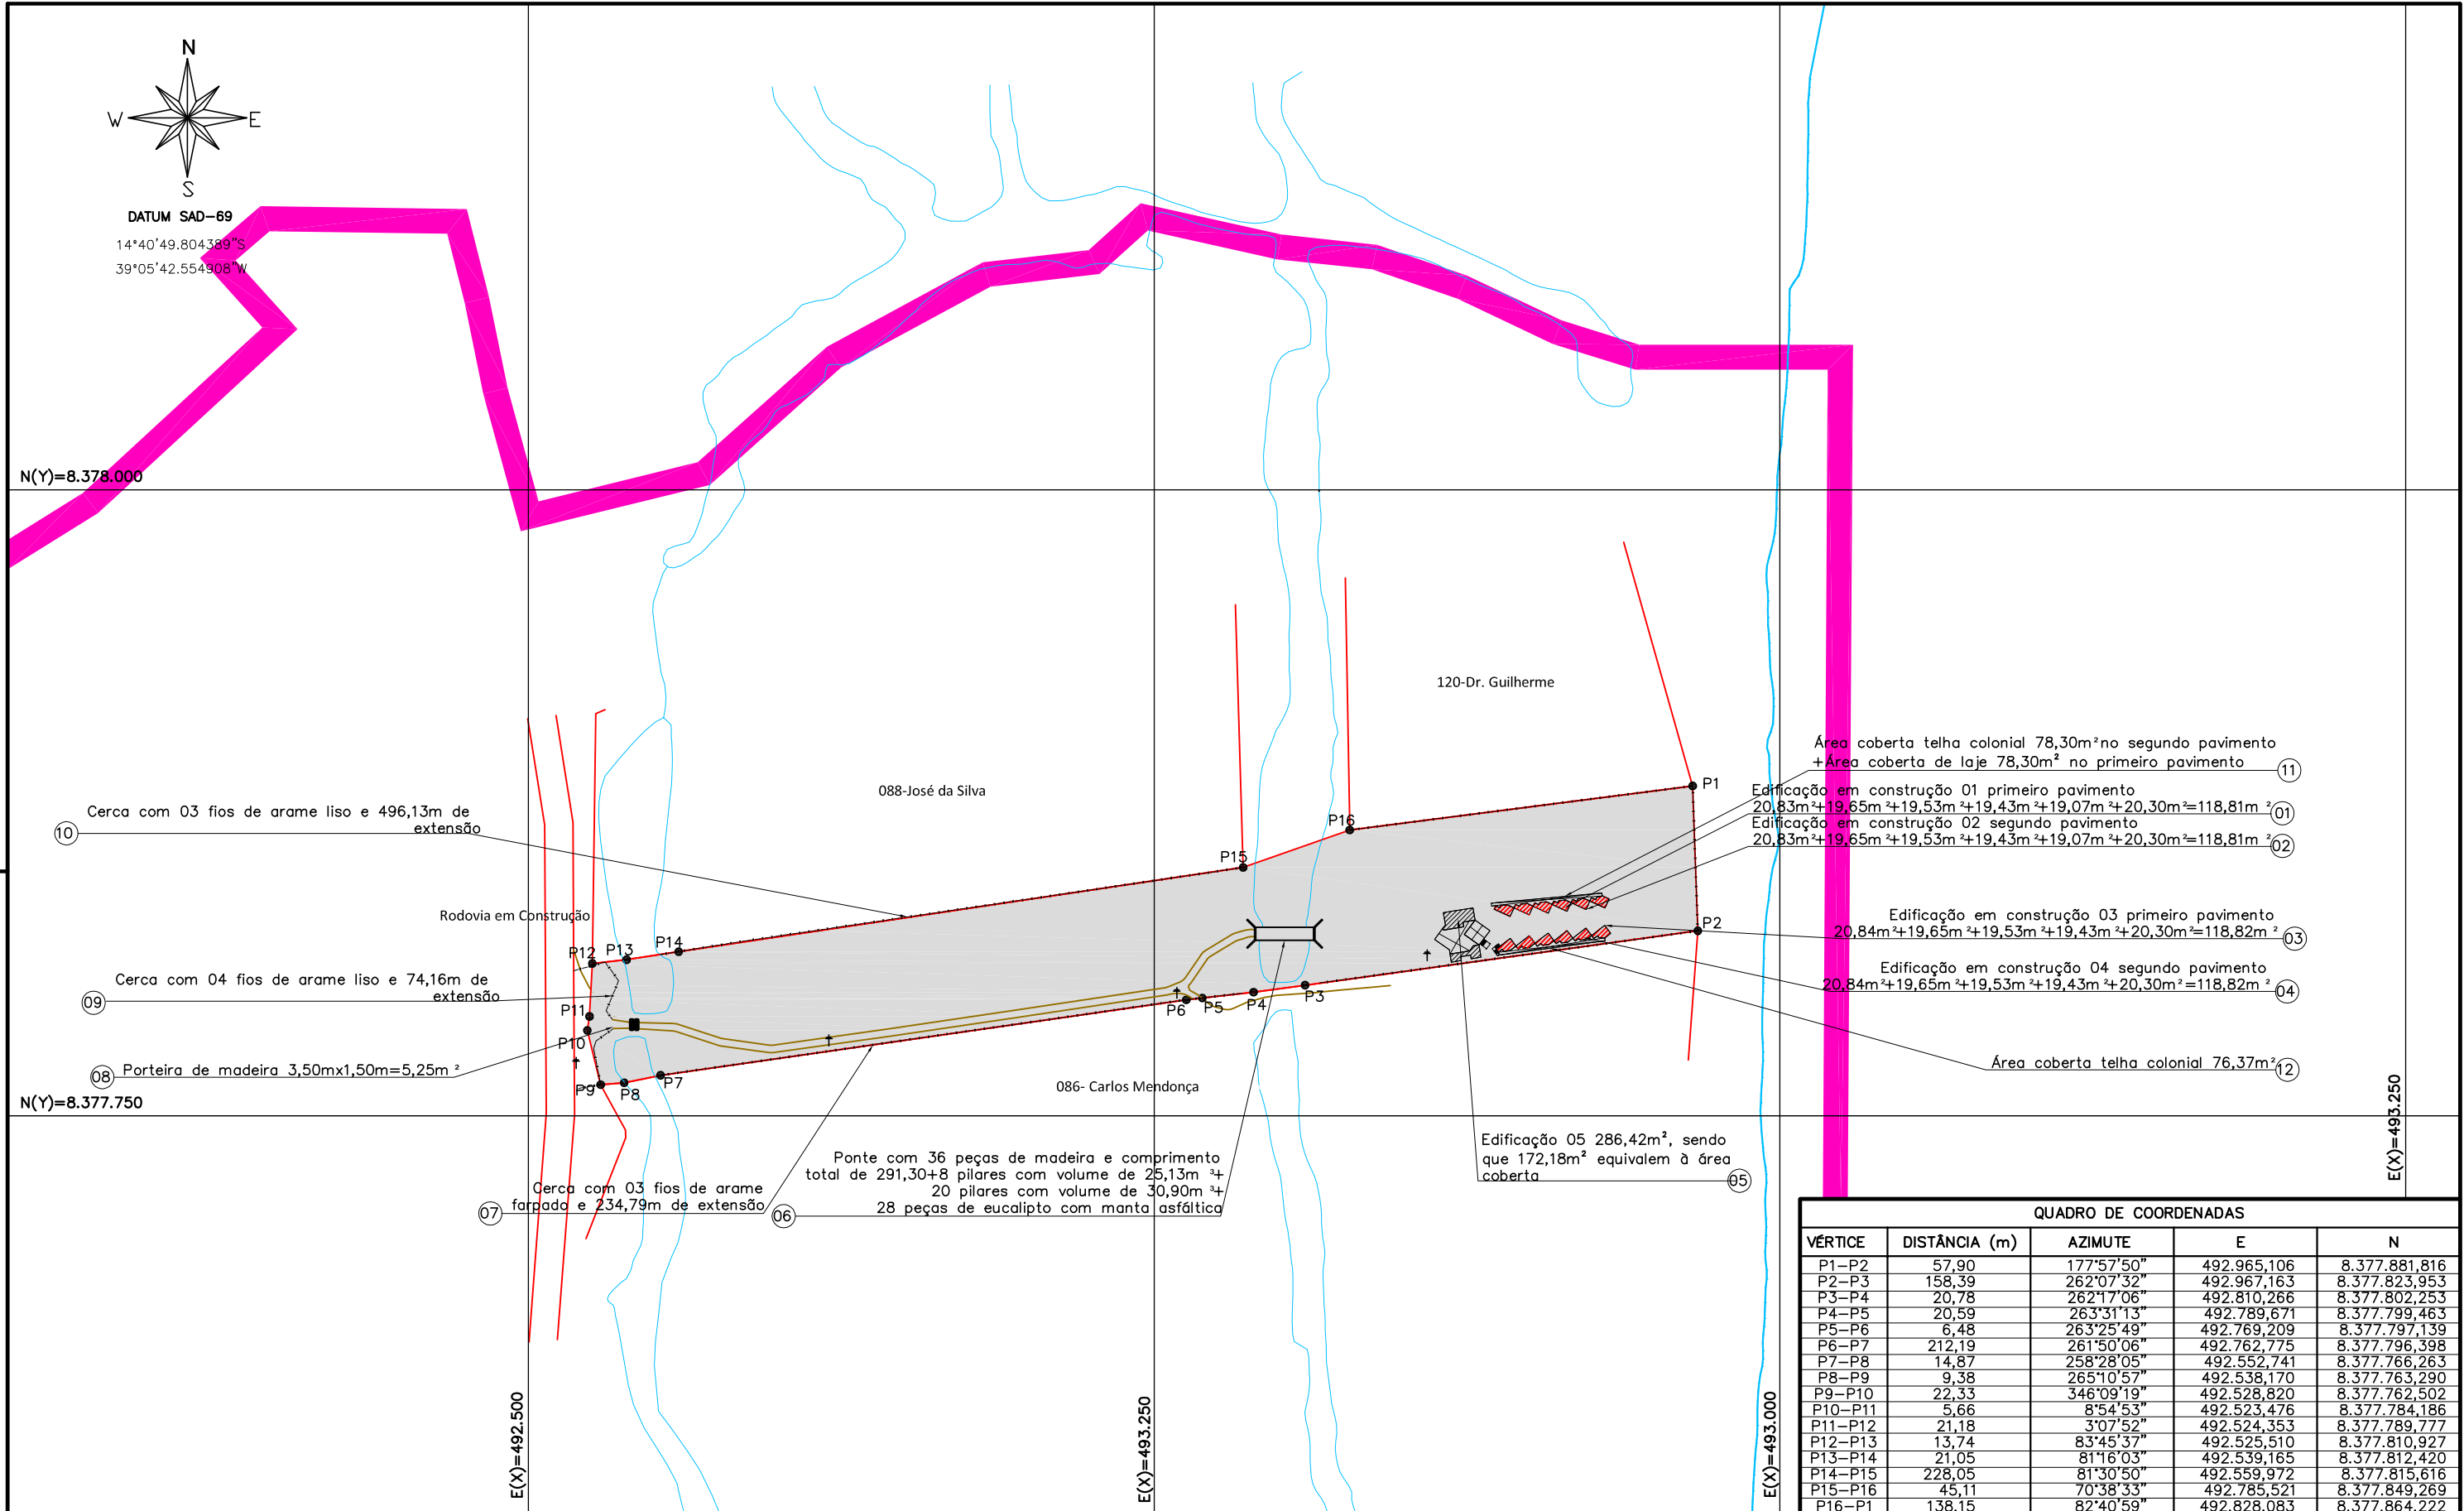 N
W
E
S
DATUM SAD-69
14°40'49.804389"S
39°05'42.554908"W
N(Y)=8.378.000
120-Dr. Guilherme
088-José da Silva
Cerca com 03 fios de arame liso e 496,13m de
extensão
10
Rodovia em Construção
Cerca com 04 fios de arame liso e 74,16m de
extensão
09
Porteira de madeira 3,50mx1,50m=5,25m²
08
N(Y)=8.377.750
P1
P2
P3
P4
P5
P6
P7
P8
P9
P10
P11
P12
P13
P14
P15
P16
Área coberta telha colonial 78,30m² no segundo pavimento
+Área coberta de laje 78,30m² no primeiro pavimento
11
Edificação em construção 01 primeiro pavimento
20,83m²+19,65m²+19,53m²+19,43m²+19,07m²+20,30m²=118,81m²
01
Edificação em construção 02 segundo pavimento
20,83m²+19,65m²+19,53m²+19,43m²+19,07m²+20,30m²=118,81m²
02
Edificação em construção 03 primeiro pavimento
20,84m²+19,65m²+19,53m²+19,43m²+20,30m²=118,82m²
03
Edificação em construção 04 segundo pavimento
20,84m²+19,65m²+19,53m²+19,43m²+20,30m²=118,82m²
04
Área coberta telha colonial 76,37m²
12
086- Carlos Mendonça
Edificação 05 286,42m², sendo
que 172,18m² equivalem à área
coberta
05
Ponte com 36 peças de madeira e comprimento
total de 291,30+8 pilares com volume de 25,13m³+
20 pilares com volume de 30,90m³+
28 peças de eucalipto com manta asfáltica
06
Cerca com 03 fios de arame
farpado e 234,79m de extensão
07
E(X)=492.500
E(X)=493.250
E(X)=493.000
E(X)=493.250
QUADRO DE COORDENADAS
VÉRTICE DISTÂNCIA (m) AZIMUTE E N
P1-P2 57,90 177°57'50" 492.965,106 8.377.881,816
P2-P3 158,39 262°07'32" 492.967,163 8.377.823,953
P3-P4 20,78 262°17'06" 492.810,266 8.377.802,253
P4-P5 20,59 263°31'13" 492.789,671 8.377.799,463
P5-P6 6,48 263°25'49" 492.769,209 8.377.797,139
P6-P7 212,19 261°50'06" 492.762,775 8.377.796,398
P7-P8 14,87 258°28'05" 492.552,741 8.377.766,263
P8-P9 9,38 265°10'59" 492.538,170 8.377.763,290
P9-P10 22,33 346°09'19" 492.528,820 8.377.762,502
P10-P11 5,66 8°54'53" 492.523,476 8.377.784,186
P11-P12 21,18 3°07'52" 492.524,353 8.377.789,777
P12-P13 13,74 83°45'37" 492.525,510 8.377.810,927
P13-P14 21,05 81°16'03" 492.539,165 8.377.812,420
P14-P15 228,05 81°30'50" 492.559,972 8.377.815,616
P15-P16 45,11 70°38'33" 492.785,521 8.377.849,269
P16-P1 138,15 82°40'59" 492.828,083 8.377.864,222